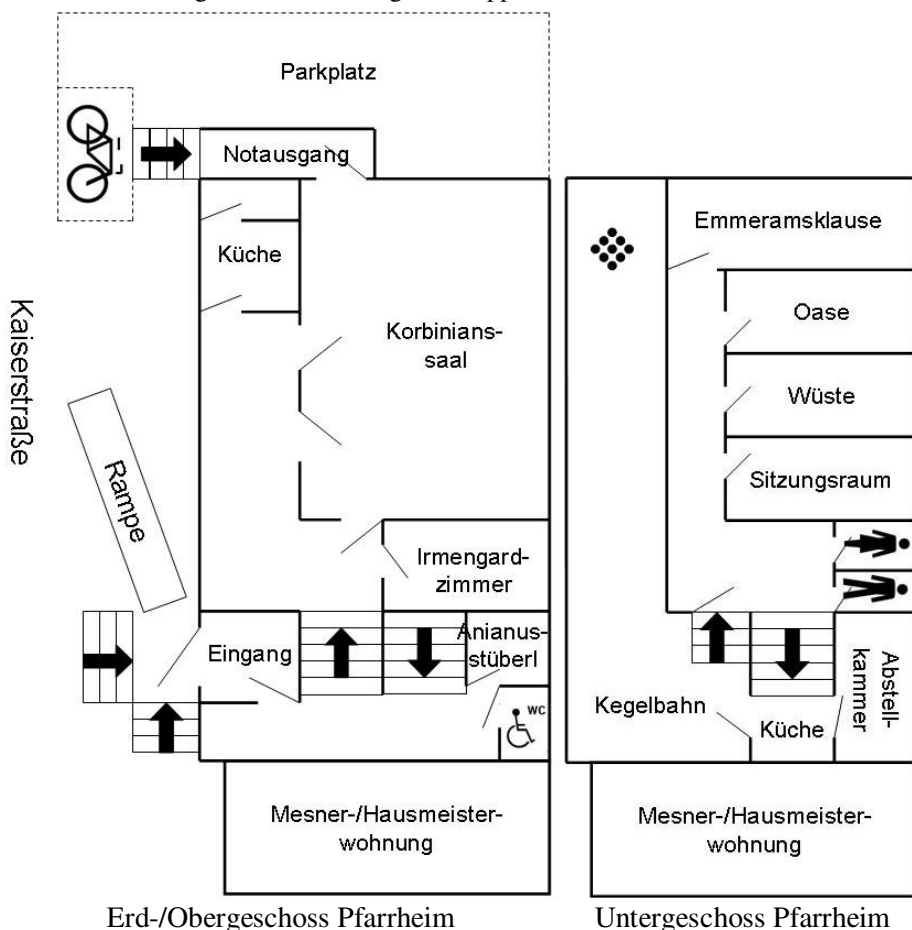 Parkplatz
Notausgang
Küche
Korbinians-
saal
Kaiserstraße
Rampe
Irmengard-
zimmer
Eingang
Anianus-
stüberl
WC
Mesner-/Hausmeister-
wohnung
Erd-/Obergeschoss Pfarrheim
Emmeramsklause
Oase
Wüste
Sitzungsraum
Kegelbahn
Küche
Abstell-
kammer
Mesner-/Hausmeister-
wohnung
Untergeschoss Pfarrheim